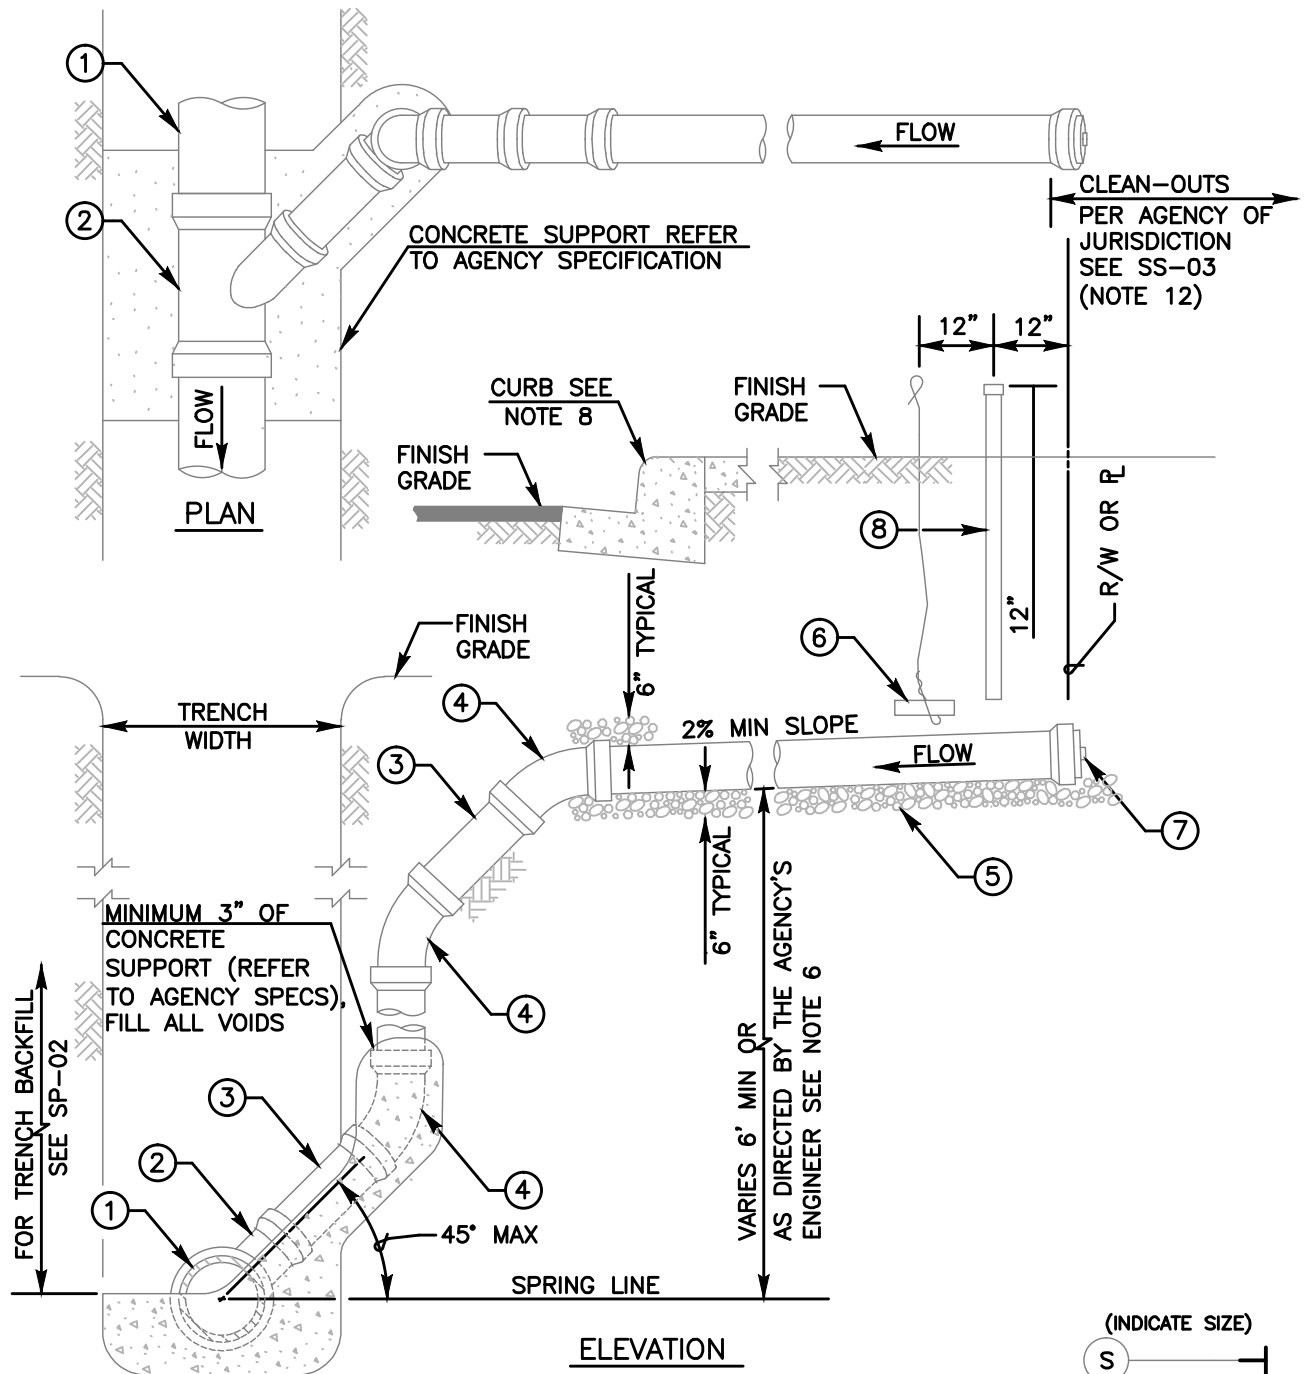 1
FLOW
CLEAN-OUTS
PER AGENCY OF
JURISDICTION
SEE SS-03
(NOTE 12)
2
CONCRETE SUPPORT REFER
TO AGENCY SPECIFICATION
12" 12"
FLOW
PLAN
CURB SEE
NOTE 8
FINISH
GRADE
FINISH
GRADE
8
12"
R/W OR PL
6" TYPICAL
6
FINISH
GRADE
TRENCH
WIDTH
4
3
2% MIN SLOPE
FLOW
7
5
6" TYPICAL
MINIMUM 3" OF
CONCRETE
SUPPORT (REFER
TO AGENCY SPECS),
FILL ALL VOIDS
4
VARIES 6' MIN OR
AS DIRECTED BY THE AGENCY'S
ENGINEER SEE NOTE 6
FOR TRENCH BACKFILL
SEE SP-02
3
2
1
4
45° MAX
SPRING LINE
ELEVATION
(INDICATE SIZE)
S